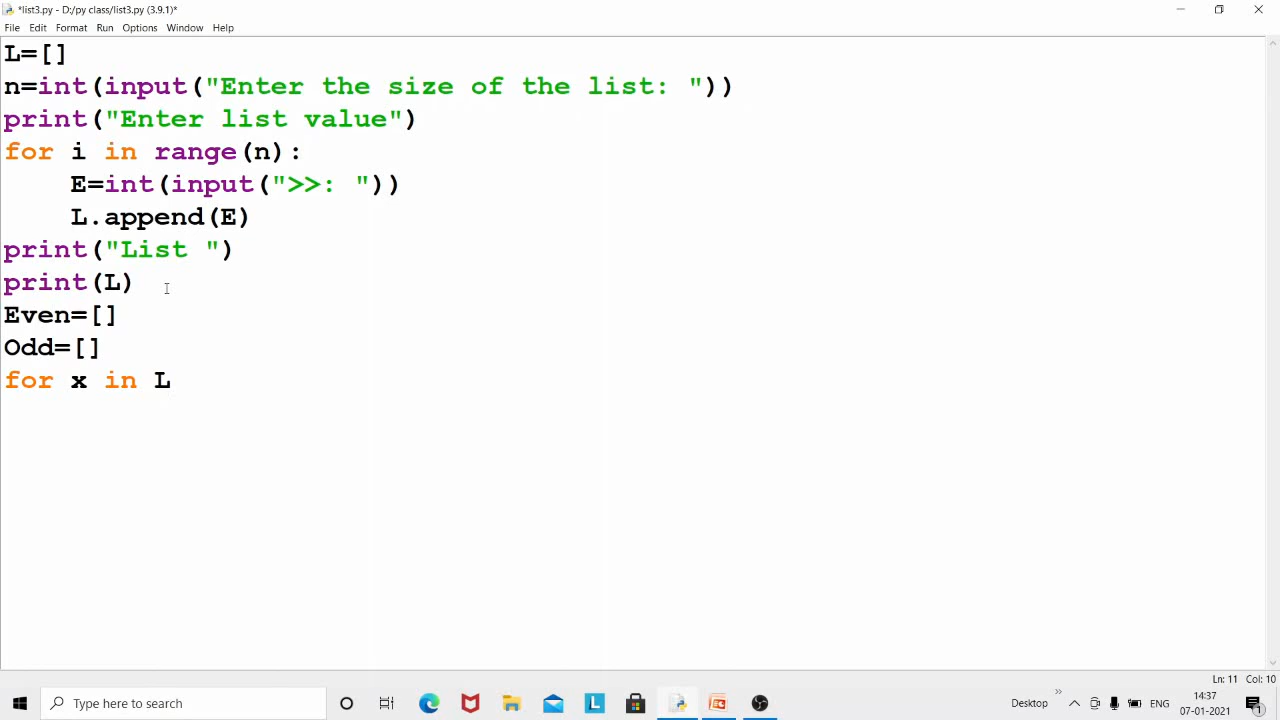 *list3.py - D:/py class/list3.py (3.9.1)*
File Edit Format Run Options Window Help
L=[]
n=int(input("Enter the size of the list: "))
print("Enter list value")
for i in range(n):
    E=int(input(">>: "))
    L.append(E)
print("List ")
print(L)
Even=[]
Odd=[]
for x in L
Ln: 11 Col: 10
Type here to search
Desktop
ENG
14:37
07-01-2021